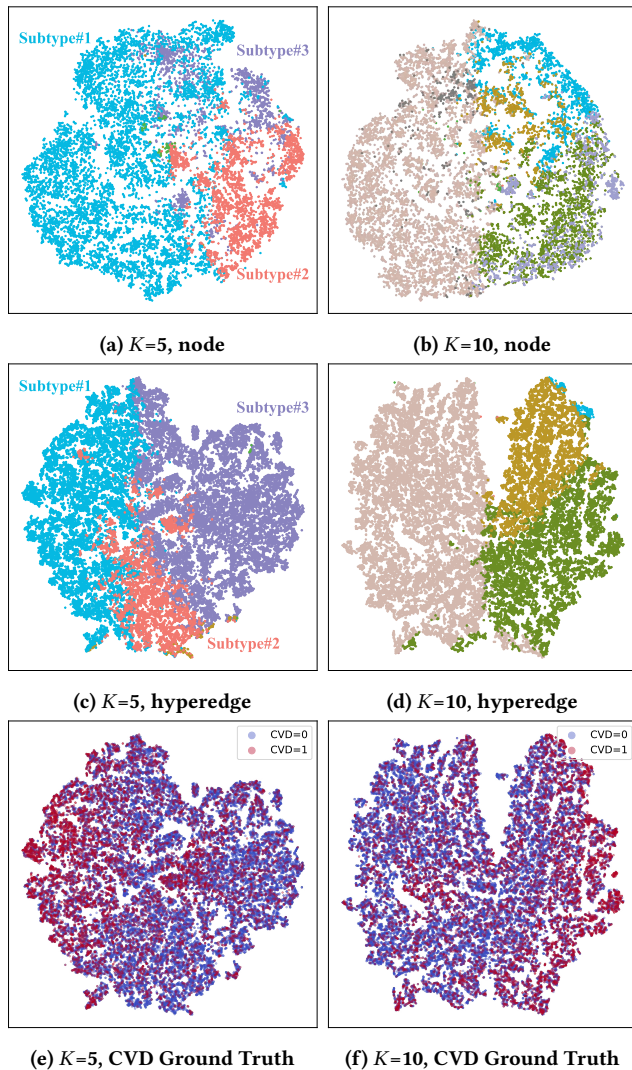 Subtype#1
Subtype#3
Subtype#2
(a) K=5, node
(b) K=10, node
Subtype#1
Subtype#3
Subtype#2
(c) K=5, hyperedge
(d) K=10, hyperedge
CVD=0
CVD=1
CVD=0
CVD=1
(e) K=5, CVD Ground Truth
(f) K=10, CVD Ground Truth